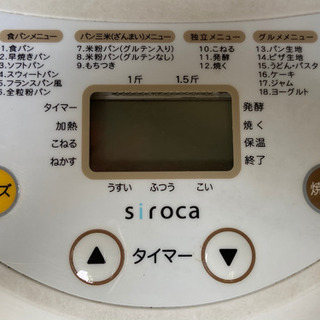 食パンメニュー パン三米(ざんまい)メニュー 独立メニュー グルメメニュー
1.食パン 7.米粉パン(グルテン入り) 10.こねる 13.パン生地
2.早焼きパン 8.米粉パン(グルテンなし) 11.発酵 14.ピザ生地
3.ソフトパン 9.もちつき 12.焼く 15.うどん・パスタ
4.スウィートパン 16.ケーキ
5.フランスパン風 17.ジャム
6.全粒粉パン 18.ヨーグルト
1斤 1.5斤
タイマー 発酵
加熱 焼く
こねる 保温
ねかす 終了
うすい ふつう こい
siroca
ズ
焼
▲ タイマー ▼